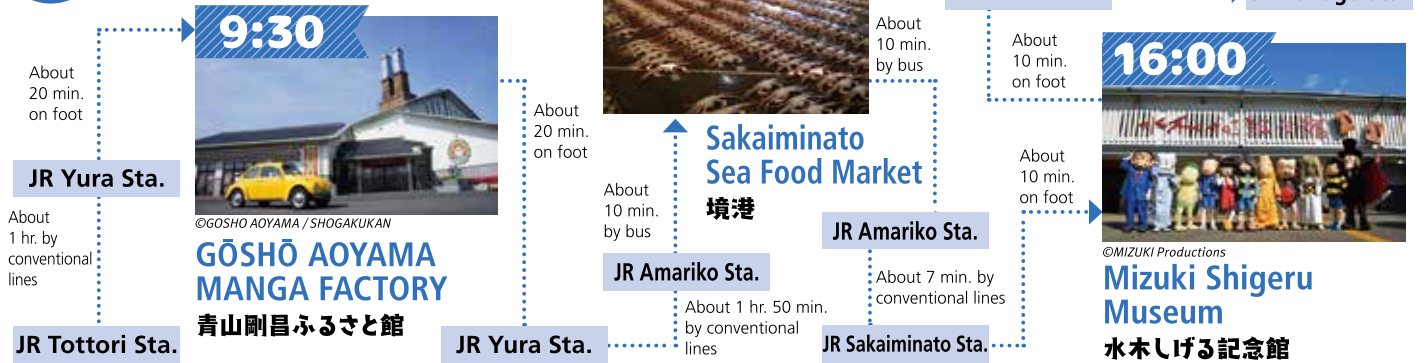 9:30
About
20 min.
on foot
JR Yura Sta.
About
1 hr. by
conventional
lines
JR Tottori Sta.
©GOSHO AOYAMA / SHOGAKUKAN
GŌSHŌ AOYAMA
MANGA FACTORY
青山剛昌ふるさと館
About
20 min.
on foot
JR Yura Sta.
About 1 hr. 50 min.
by conventional
lines
JR Amariko Sta.
About
10 min.
by bus
Sakaiminato
Sea Food Market
境港
About
10 min.
by bus
JR Amariko Sta.
About 7 min. by
conventional lines
JR Sakaiminato Sta.
About
10 min.
on foot
16:00
©MIZUKI Productions
Mizuki Shigeru
Museum
水木しげる記念館
About
10 min.
on foot